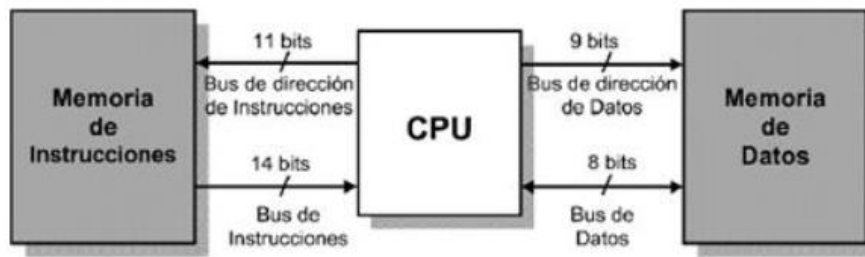 Memoria
de
Instrucciones
11 bits
Bus de dirección
de Instrucciones
14 bits
Bus de
Instrucciones
CPU
9 bits
Bus de dirección
de Datos
8 bits
Bus de
Datos
Memoria
de
Datos